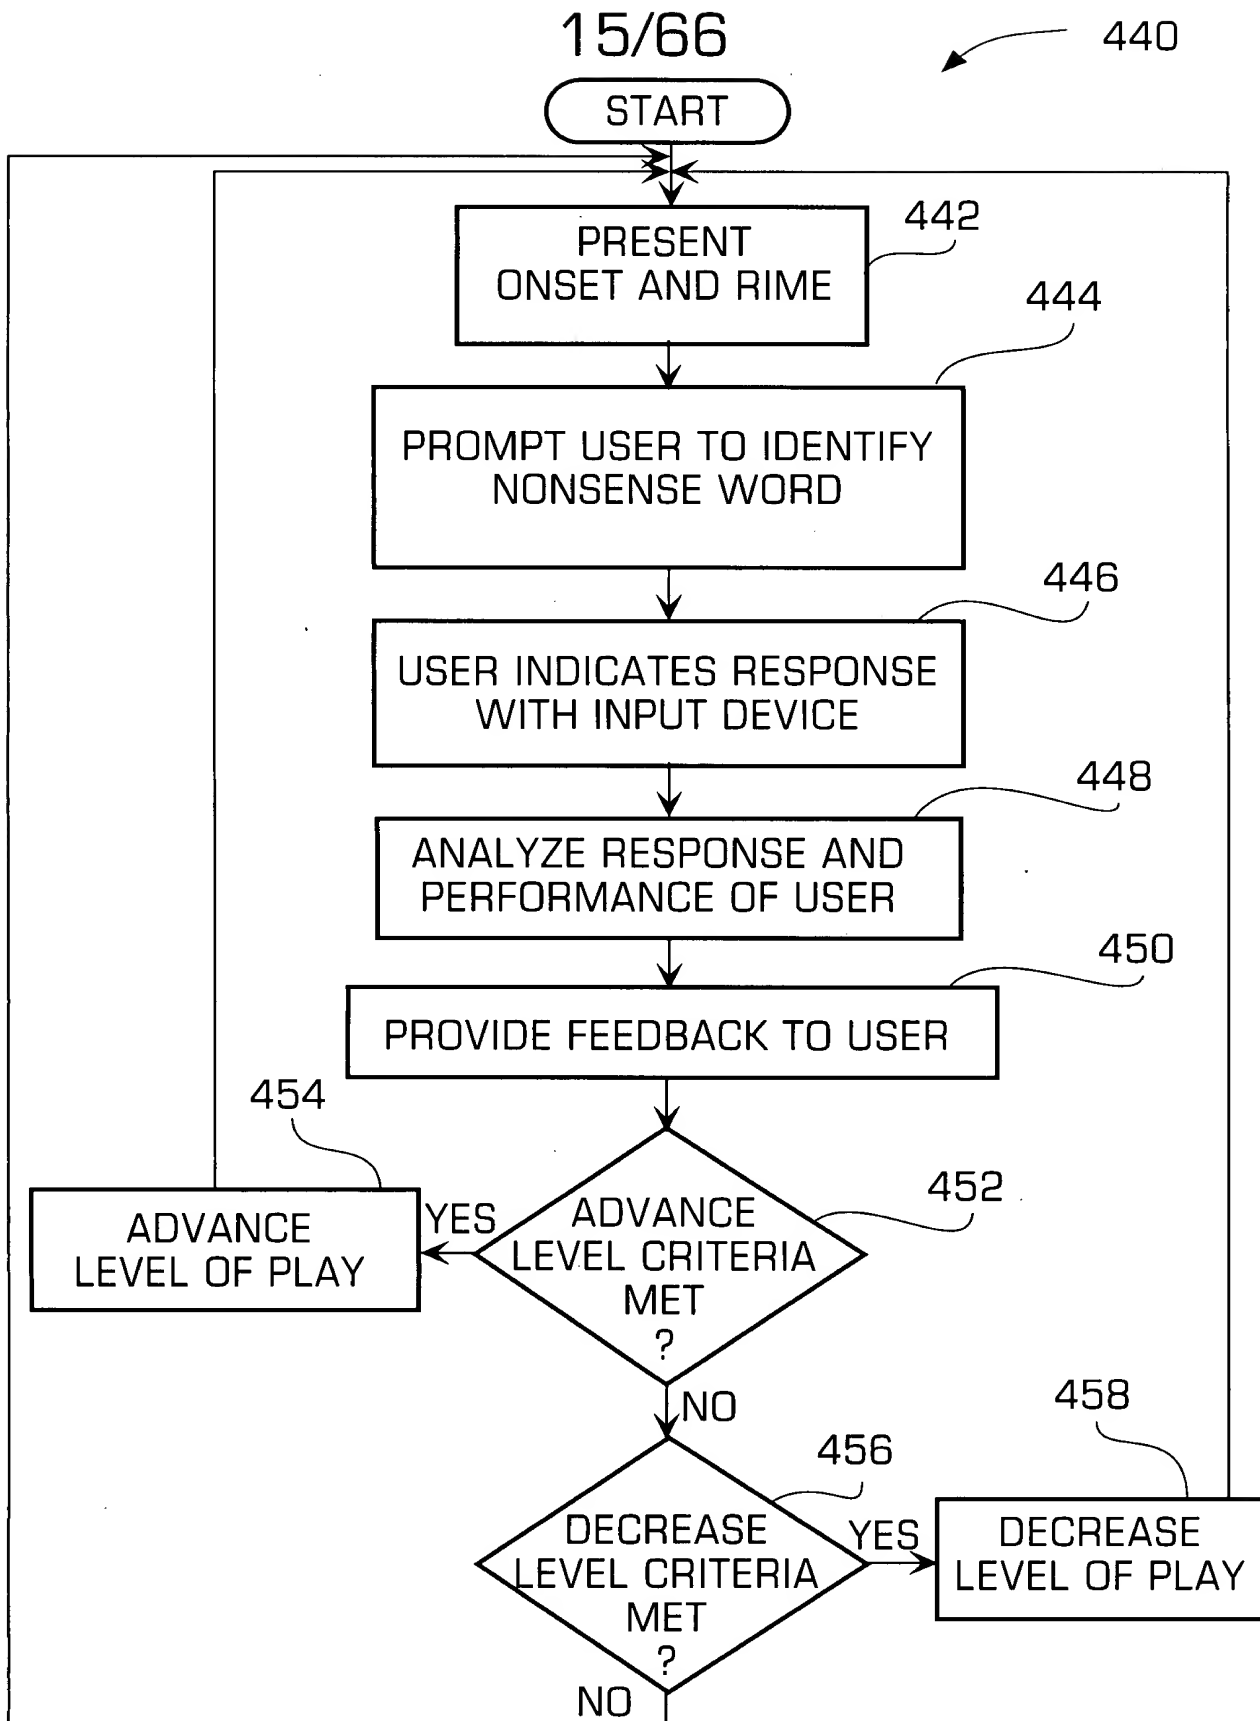 15/66
440
START
442
PRESENT
ONSET AND RIME
444
PROMPT USER TO IDENTIFY
NONSENSE WORD
446
USER INDICATES RESPONSE
WITH INPUT DEVICE
448
ANALYZE RESPONSE AND
PERFORMANCE OF USER
450
PROVIDE FEEDBACK TO USER
454
ADVANCE
LEVEL OF PLAY
YES
452
ADVANCE
LEVEL CRITERIA
MET
?
NO
456
DECREASE
LEVEL CRITERIA
MET
?
YES
458
DECREASE
LEVEL OF PLAY
NO